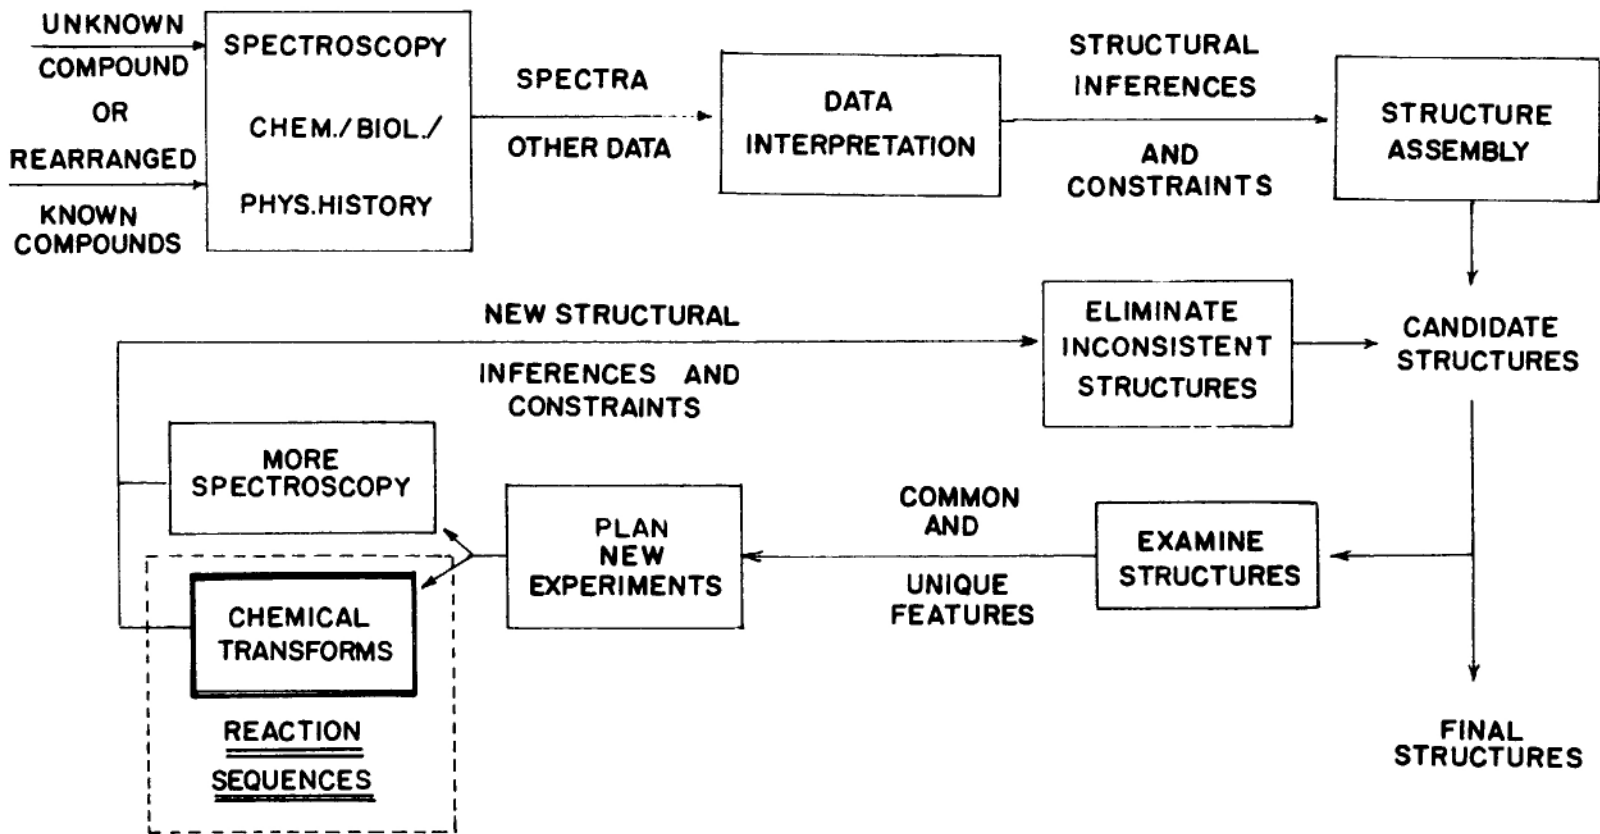 UNKNOWN
COMPOUND
OR
REARRANGED
KNOWN
COMPOUNDS
SPECTROSCOPY
CHEM./BIOL./
PHYS.HISTORY
SPECTRA
OTHER DATA
DATA
INTERPRETATION
STRUCTURAL
INFERENCES
AND
CONSTRAINTS
STRUCTURE
ASSEMBLY
CANDIDATE
STRUCTURES
ELIMINATE
INCONSISTENT
STRUCTURES
NEW STRUCTURAL
INFERENCES AND
CONSTRAINTS
MORE
SPECTROSCOPY
CHEMICAL
TRANSFORMS
REACTION
SEQUENCES
PLAN
NEW
EXPERIMENTS
COMMON
AND
UNIQUE
FEATURES
EXAMINE
STRUCTURES
FINAL
STRUCTURES